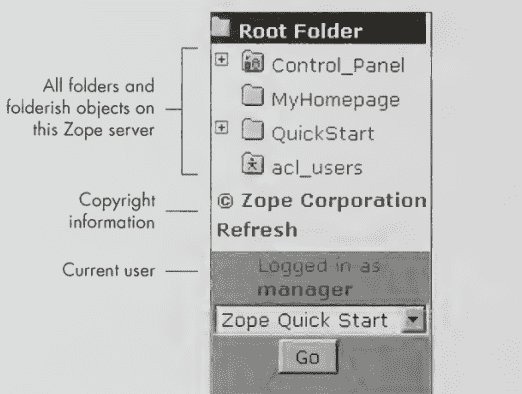 Root Folder
All folders and
folderish objects on
this Zope server
Control_Panel
MyHomepage
QuickStart
acl_users
Copyright
information
© Zope Corporation
Refresh
Current user
Logged in as
manager
Zope Quick Start
Go